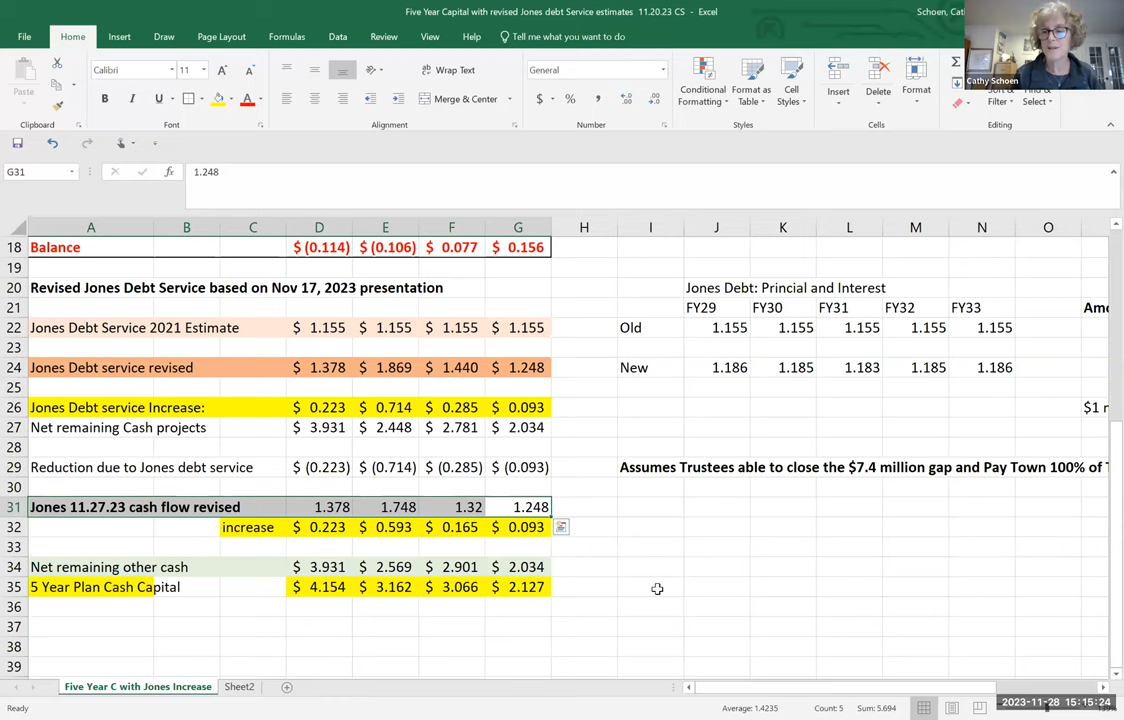 Five Year Capital with revised Jones debt Service estimates 11.20.23 CS - Excel
Schoen, Cat
File Home Insert Draw Page Layout Formulas Data Review View Help Tell me what you want to do
Cathy Schoen
Paste
Calibri 11
Wrap Text
Merge & Center
General
Conditional Formatting
Format as Table
Cell Styles
Insert
Delete
Format
Filter
Select
Clipboard Font Alignment Number Styles Cells Editing
G31 fx 1.248
A B C D E F G H I J K L M N O
18 Balance $ (0.114) $ (0.106) $ 0.077 $ 0.156
19
20 Revised Jones Debt Service based on Nov 17, 2023 presentation Jones Debt: Princial and Interest
21 FY29 FY30 FY31 FY32 FY33
22 Jones Debt Service 2021 Estimate $ 1.155 $ 1.155 $ 1.155 $ 1.155 Old 1.155 1.155 1.155 1.155 1.155
23
24 Jones Debt service revised $ 1.378 $ 1.869 $ 1.440 $ 1.248 New 1.186 1.185 1.183 1.185 1.186
25
26 Jones Debt service Increase: $ 0.223 $ 0.714 $ 0.285 $ 0.093 $1
27 Net remaining Cash projects $ 3.931 $ 2.448 $ 2.781 $ 2.034
28
29 Reduction due to Jones debt service $ (0.223) $ (0.714) $ (0.285) $ (0.093) Assumes Trustees able to close the $7.4 million gap and Pay Town 100% of
30
31 Jones 11.27.23 cash flow revised 1.378 1.748 1.32 1.248
32 increase $ 0.223 $ 0.593 $ 0.165 $ 0.093
33
34 Net remaining other cash $ 3.931 $ 2.569 $ 2.901 $ 2.034
35 5 Year Plan Cash Capital $ 4.154 $ 3.162 $ 3.066 $ 2.127
36
37
38
39
Five Year C with Jones Increase Sheet2
Ready Average: 1.4235 Count: 5 Sum: 5.694
2023-11-28 15:15:24